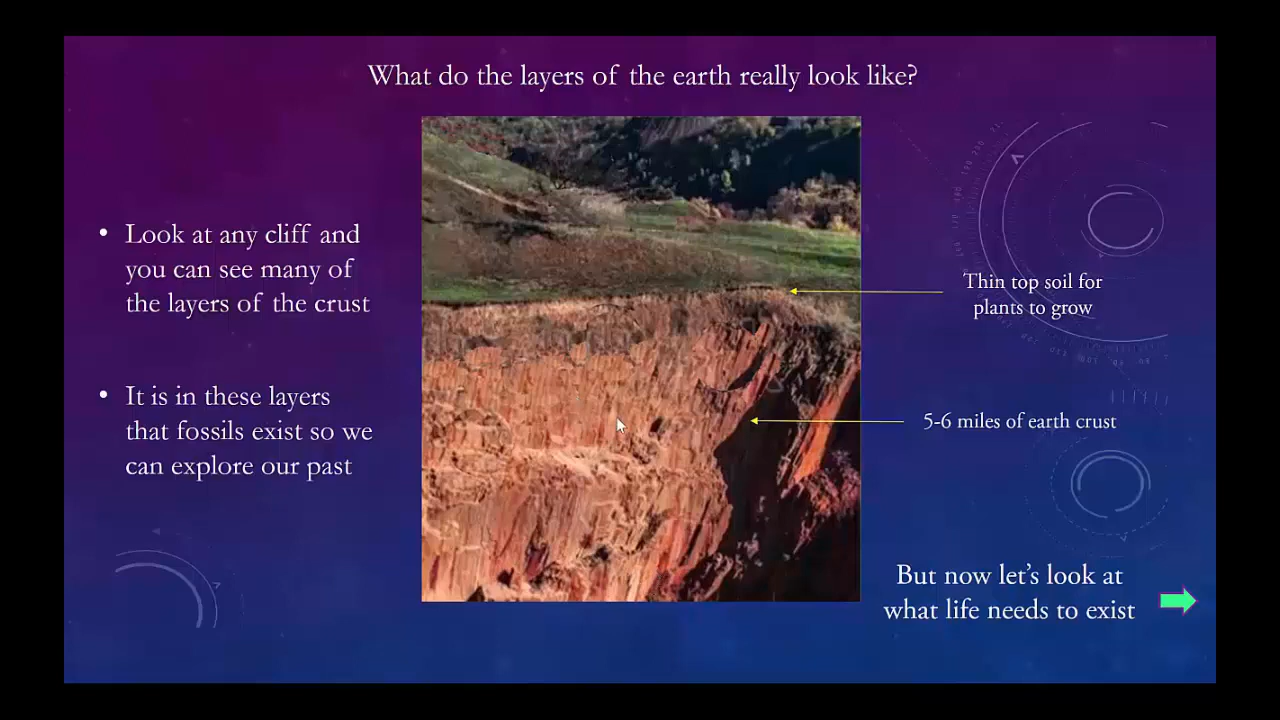 What do the layers of the earth really look like?
• Look at any cliff and
you can see many of
the layers of the crust
• It is in these layers
that fossils exist so we
can explore our past
Thin top soil for
plants to grow
5-6 miles of earth crust
But now let's look at
what life needs to exist